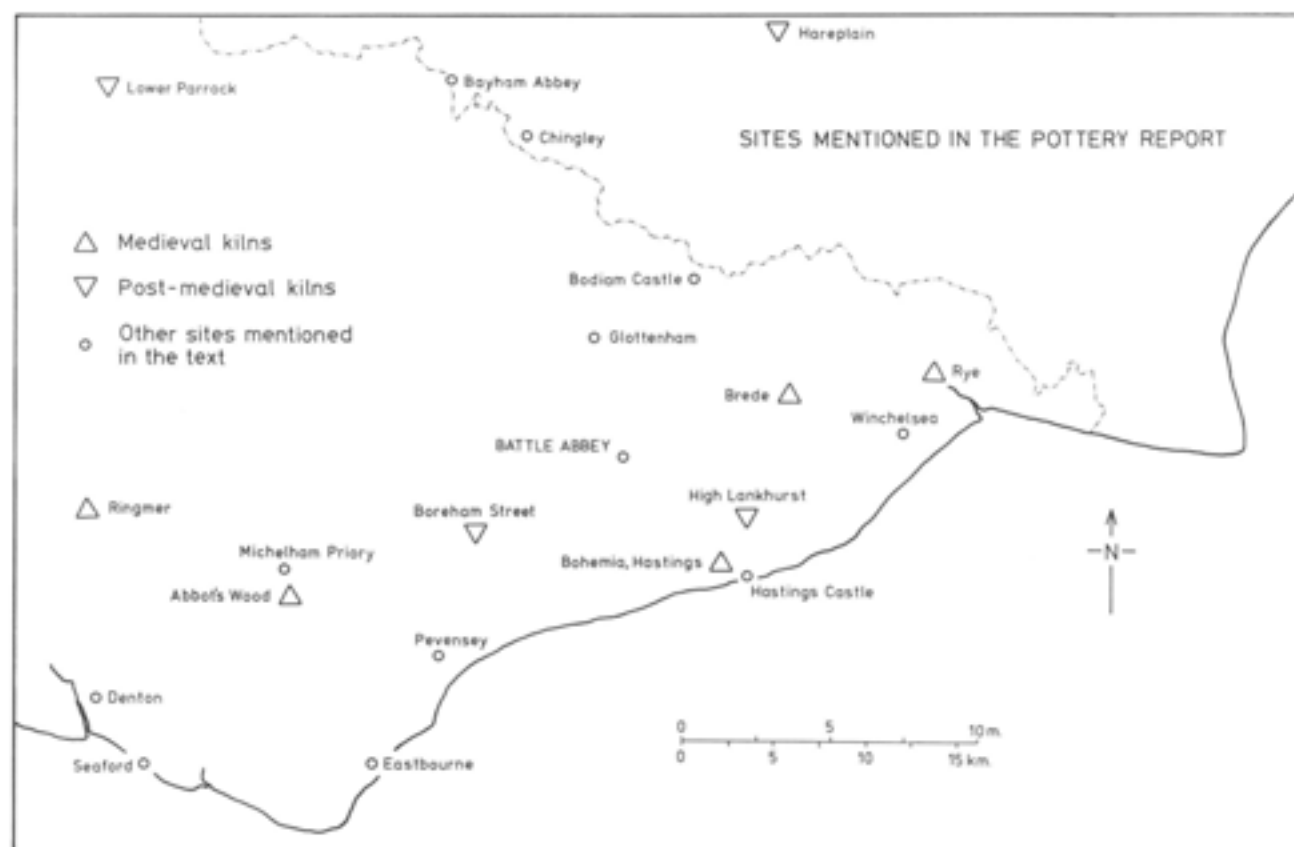 Hareplain
Lower Parrock
Bayham Abbey
Chingley
SITES MENTIONED IN THE POTTERY REPORT
Medieval kilns
Post-medieval kilns
Other sites mentioned
in the text
Bodiam Castle
Glottenham
Rye
Brede
Winchelsea
BATTLE ABBEY
High Lankhurst
Ringmer
Boreham Street
Michelham Priory
Bohemia, Hastings
Abbot's Wood
Hastings Castle
-N-
Pevensey
Denton
0 5 10 m.
0 5 10 15 km.
Seaford
Eastbourne